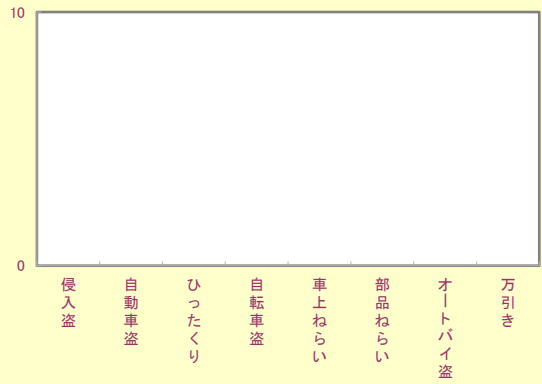 10
0
侵入盗
自動車盗
ひったくり
自転車盗
車上ねらい
部品ねらい
オートバイ盗
万引き